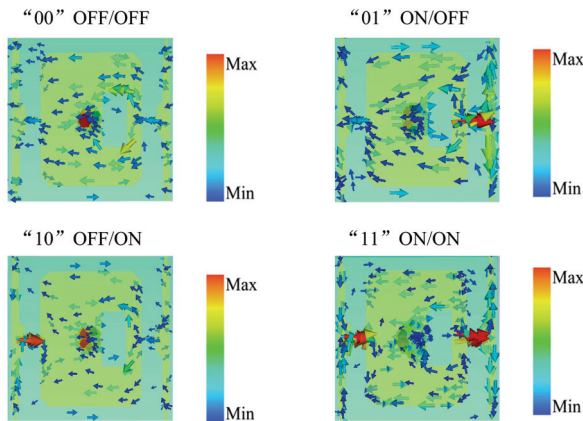 “00” OFF/OFF
“01” ON/OFF
Max
Min
Max
Min
“10” OFF/ON
“11” ON/ON
Max
Min
Max
Min